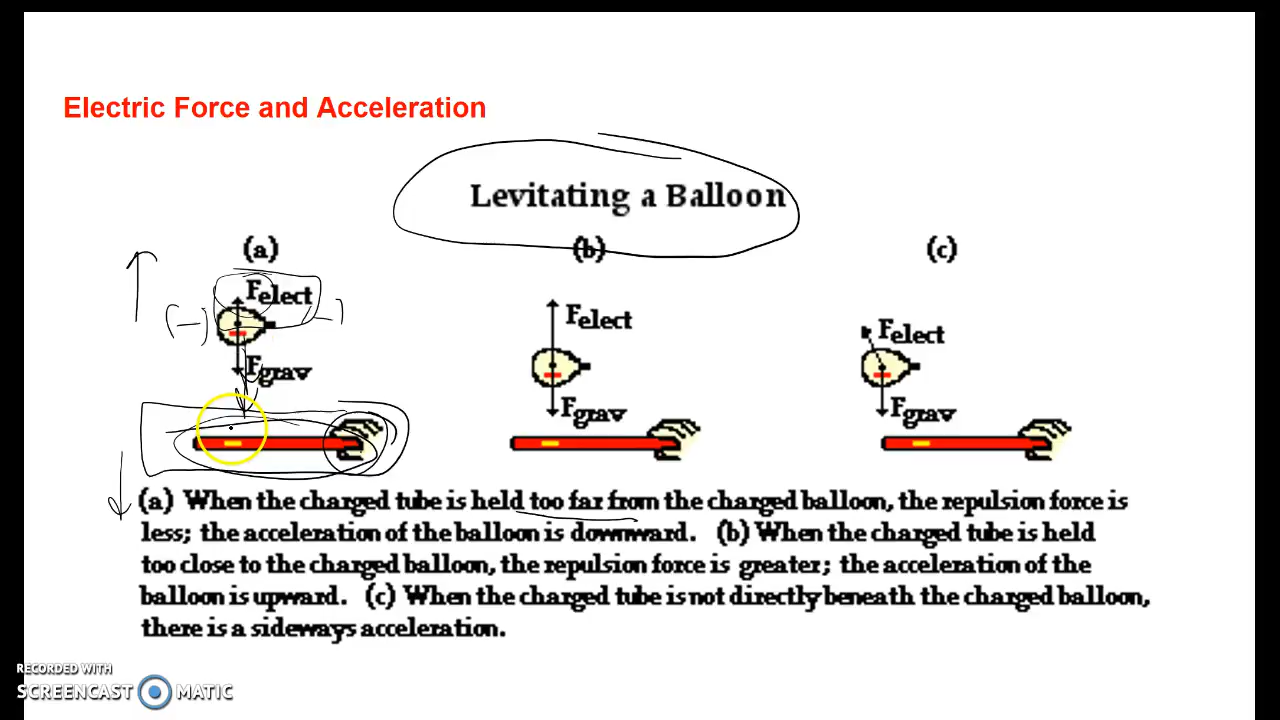 Electric Force and Acceleration
Levitating a Balloon
(a) (b) (c)
Felect
(—) —)
Fgrav
Felect
Fgrav
Felect
Fgrav
(a) When the charged tube is held too far from the charged balloon, the repulsion force is
less; the acceleration of the balloon is downward. (b) When the charged tube is held
too close to the charged balloon, the repulsion force is greater; the acceleration of the
balloon is upward. (c) When the charged tube is not directly beneath the charged balloon,
there is a sideways acceleration.
RECORDED WITH
SCREENCAST MATIC